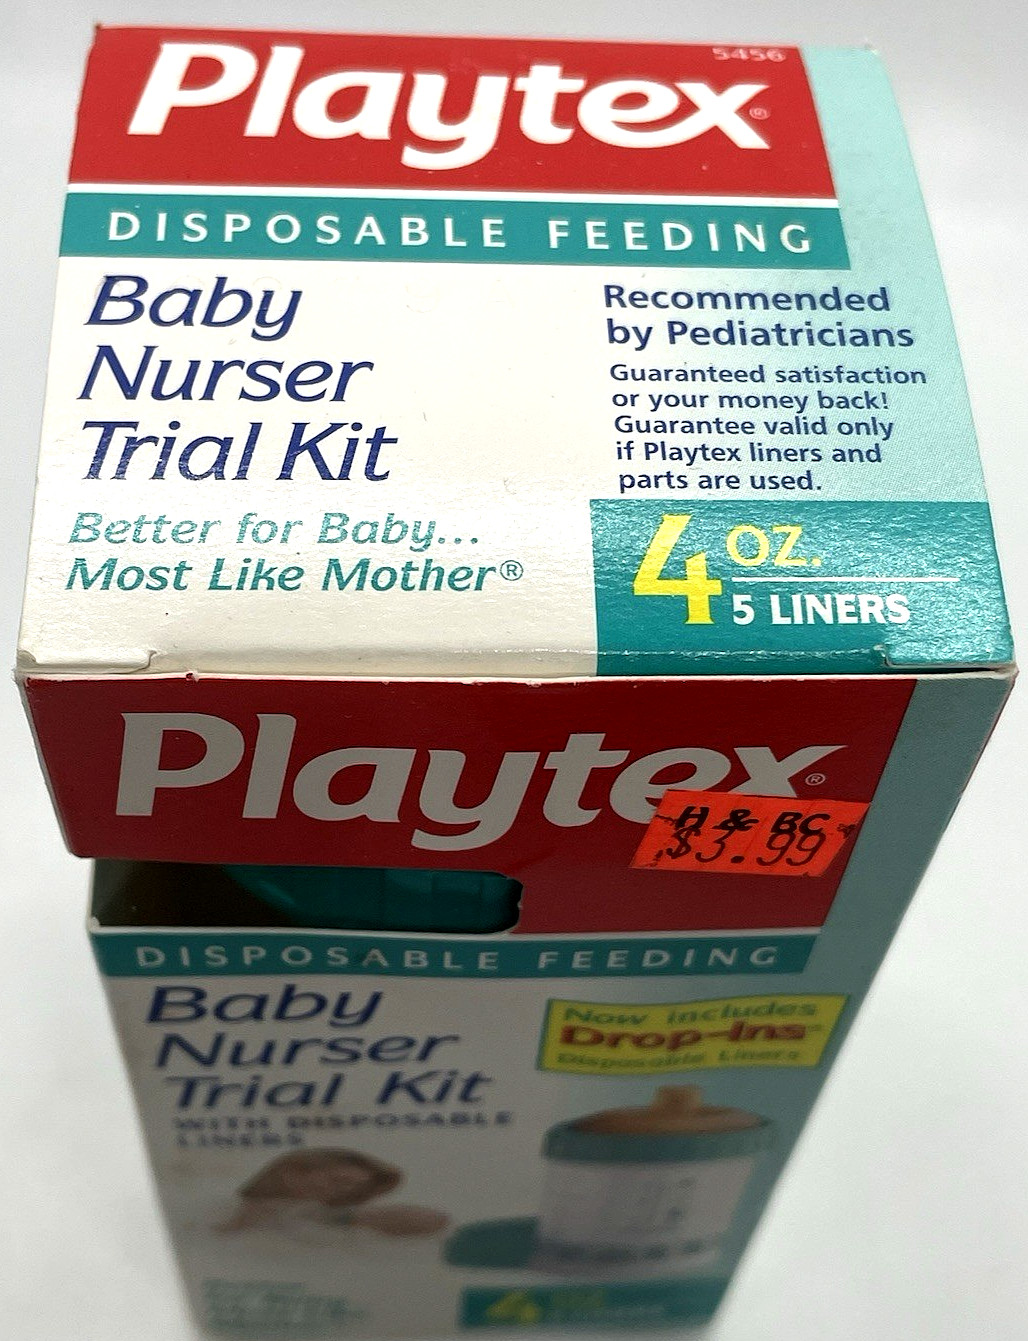 5456
Playtex®
DISPOSABLE FEEDING
Baby
Nurser
Trial Kit
Better for Baby...
Most Like Mother®
Recommended
by Pediatricians
Guaranteed satisfaction
or your money back!
Guarantee valid only
if Playtex liners and
parts are used.
4 OZ.
5 LINERS
Playtex®
H & BC
$3.99
DISPOSABLE FEEDING
Baby
Nurser
Trial Kit
WITH DISPOSABLE
LINERS
Now includes
Drop-Ins
Disposable Liners
4